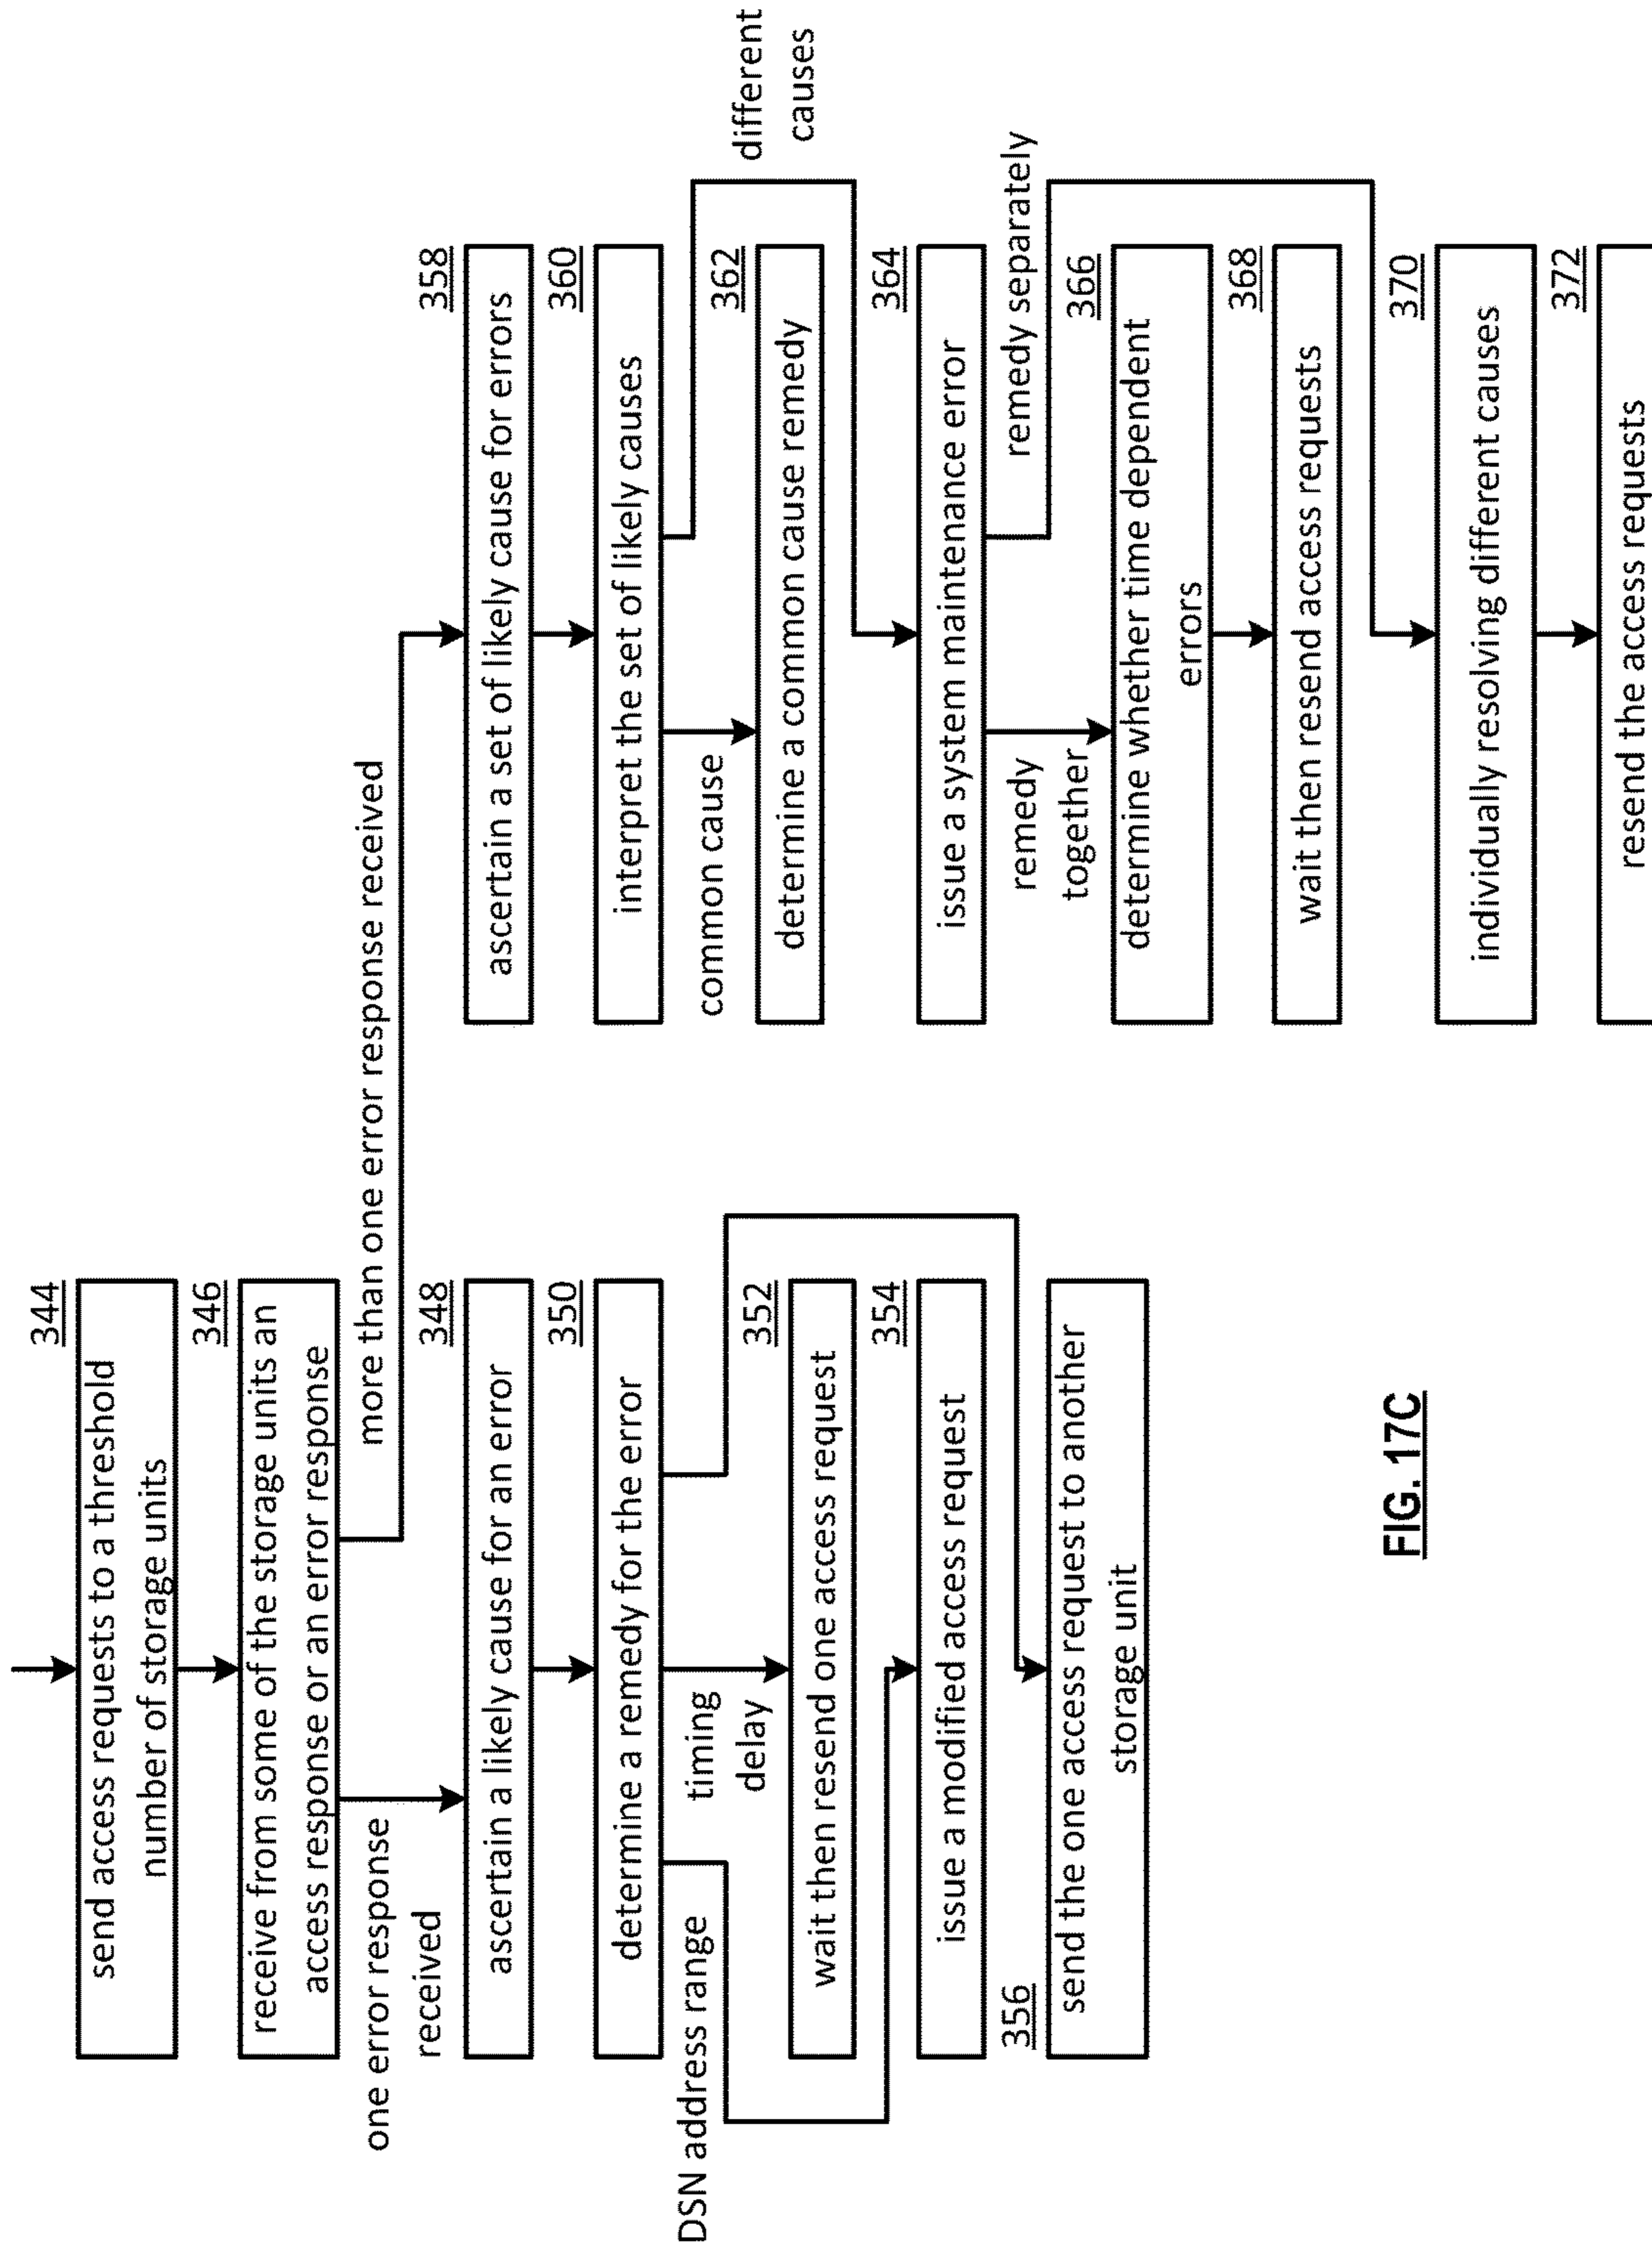 344
send access requests to a threshold
number of storage units
346
receive from some of the storage units an
access response or an error response
one error response
received
more than one error response received
348
ascertain a likely cause for an error
350
determine a remedy for the error
DSN address range
timing
delay
352
wait then resend one access request
354
issue a modified access request
356
send the one access request to another
storage unit
358
ascertain a set of likely cause for errors
360
interpret the set of likely causes
common cause
different
causes
362
determine a common cause remedy
364
issue a system maintenance error
remedy
together
remedy separately
366
determine whether time dependent
errors
368
wait then resend access requests
370
individually resolving different causes
372
resend the access requests
FIG. 17C